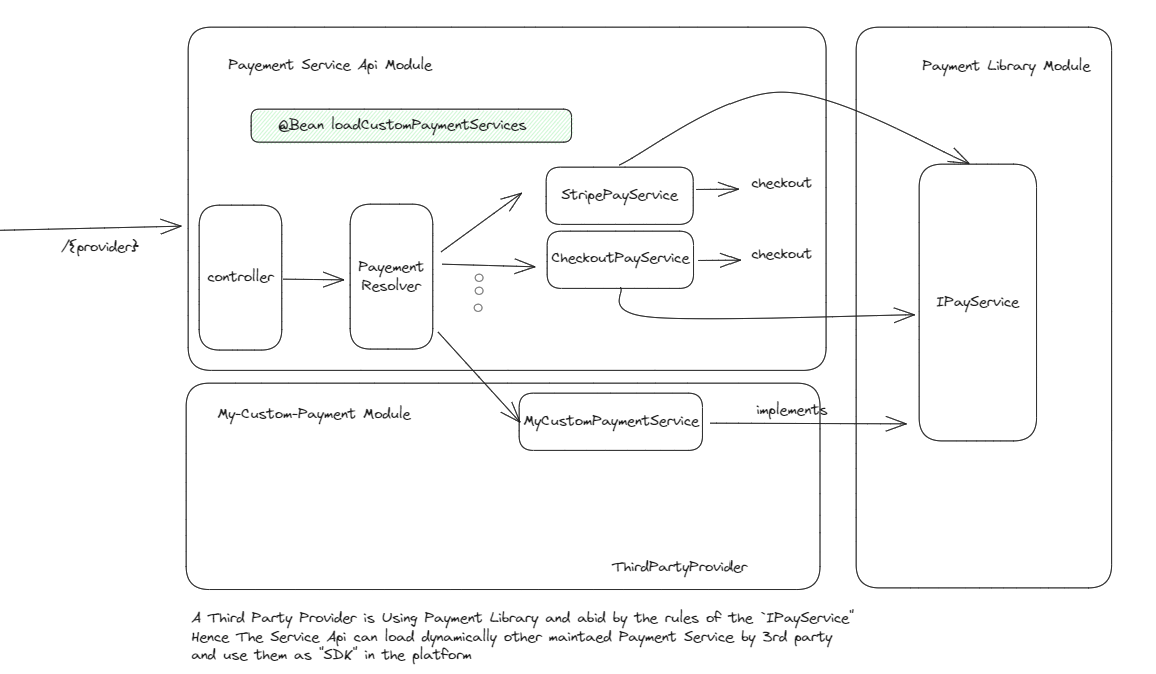 Payement Service Api Module
Payment Library Module
@Bean loadCustomPaymentServices
StripePayService
checkout
/{provider}
controller
Payement
Resolver
CheckoutPayService
checkout
IPayService
My-Custom-Payment Module
MyCustomPaymentService
implements
ThirdPartyProvider
A Third Party Provider is Using Payment Library and abid by the rules of the `IPayService"
Hence The Service Api can load dynamically other maintaed Payment Service by 3rd party
and use them as "SDK" in the platform